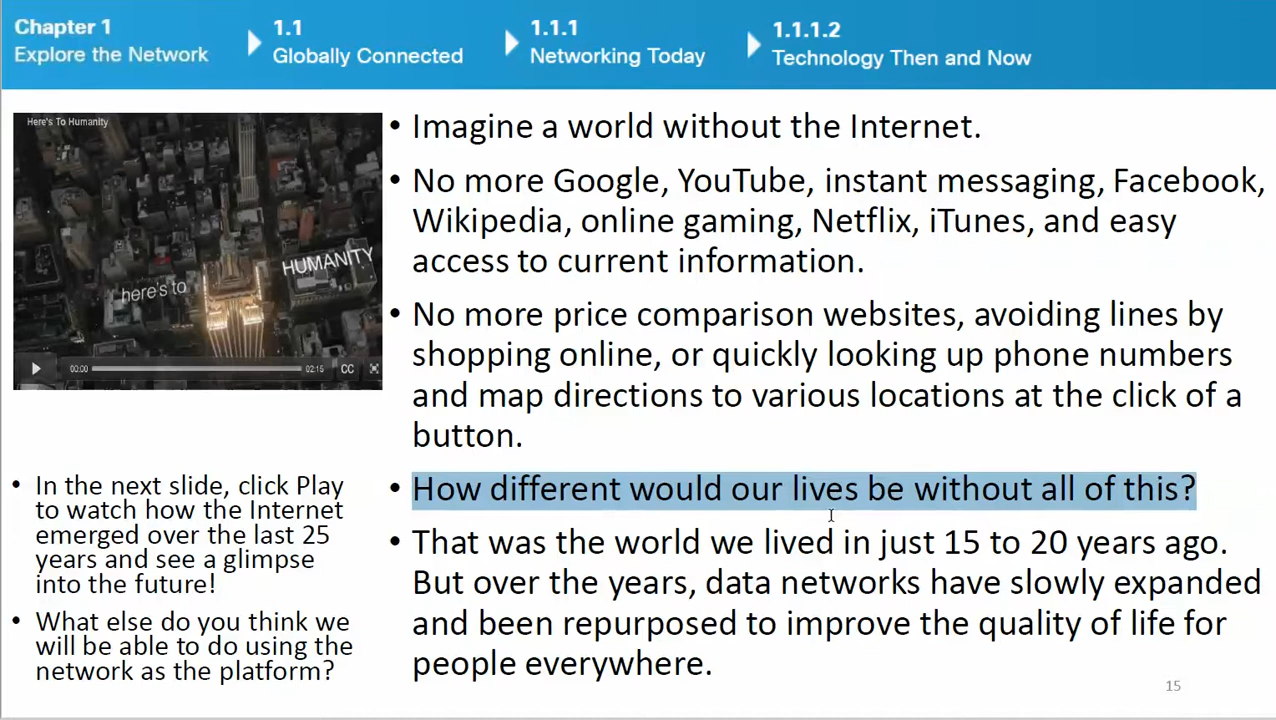 Chapter 1
Explore the Network
1.1
Globally Connected
1.1.1
Networking Today
1.1.1.2
Technology Then and Now
Here's To Humanity
here's to
HUMANITY
00:00
02:15
CC
• In the next slide, click Play
to watch how the Internet
emerged over the last 25
years and see a glimpse
into the future!
• What else do you think we
will be able to do using the
network as the platform?
• Imagine a world without the Internet.
• No more Google, YouTube, instant messaging, Facebook,
Wikipedia, online gaming, Netflix, iTunes, and easy
access to current information.
• No more price comparison websites, avoiding lines by
shopping online, or quickly looking up phone numbers
and map directions to various locations at the click of a
button.
• How different would our lives be without all of this?
• That was the world we lived in just 15 to 20 years ago.
But over the years, data networks have slowly expanded
and been repurposed to improve the quality of life for
people everywhere.
15